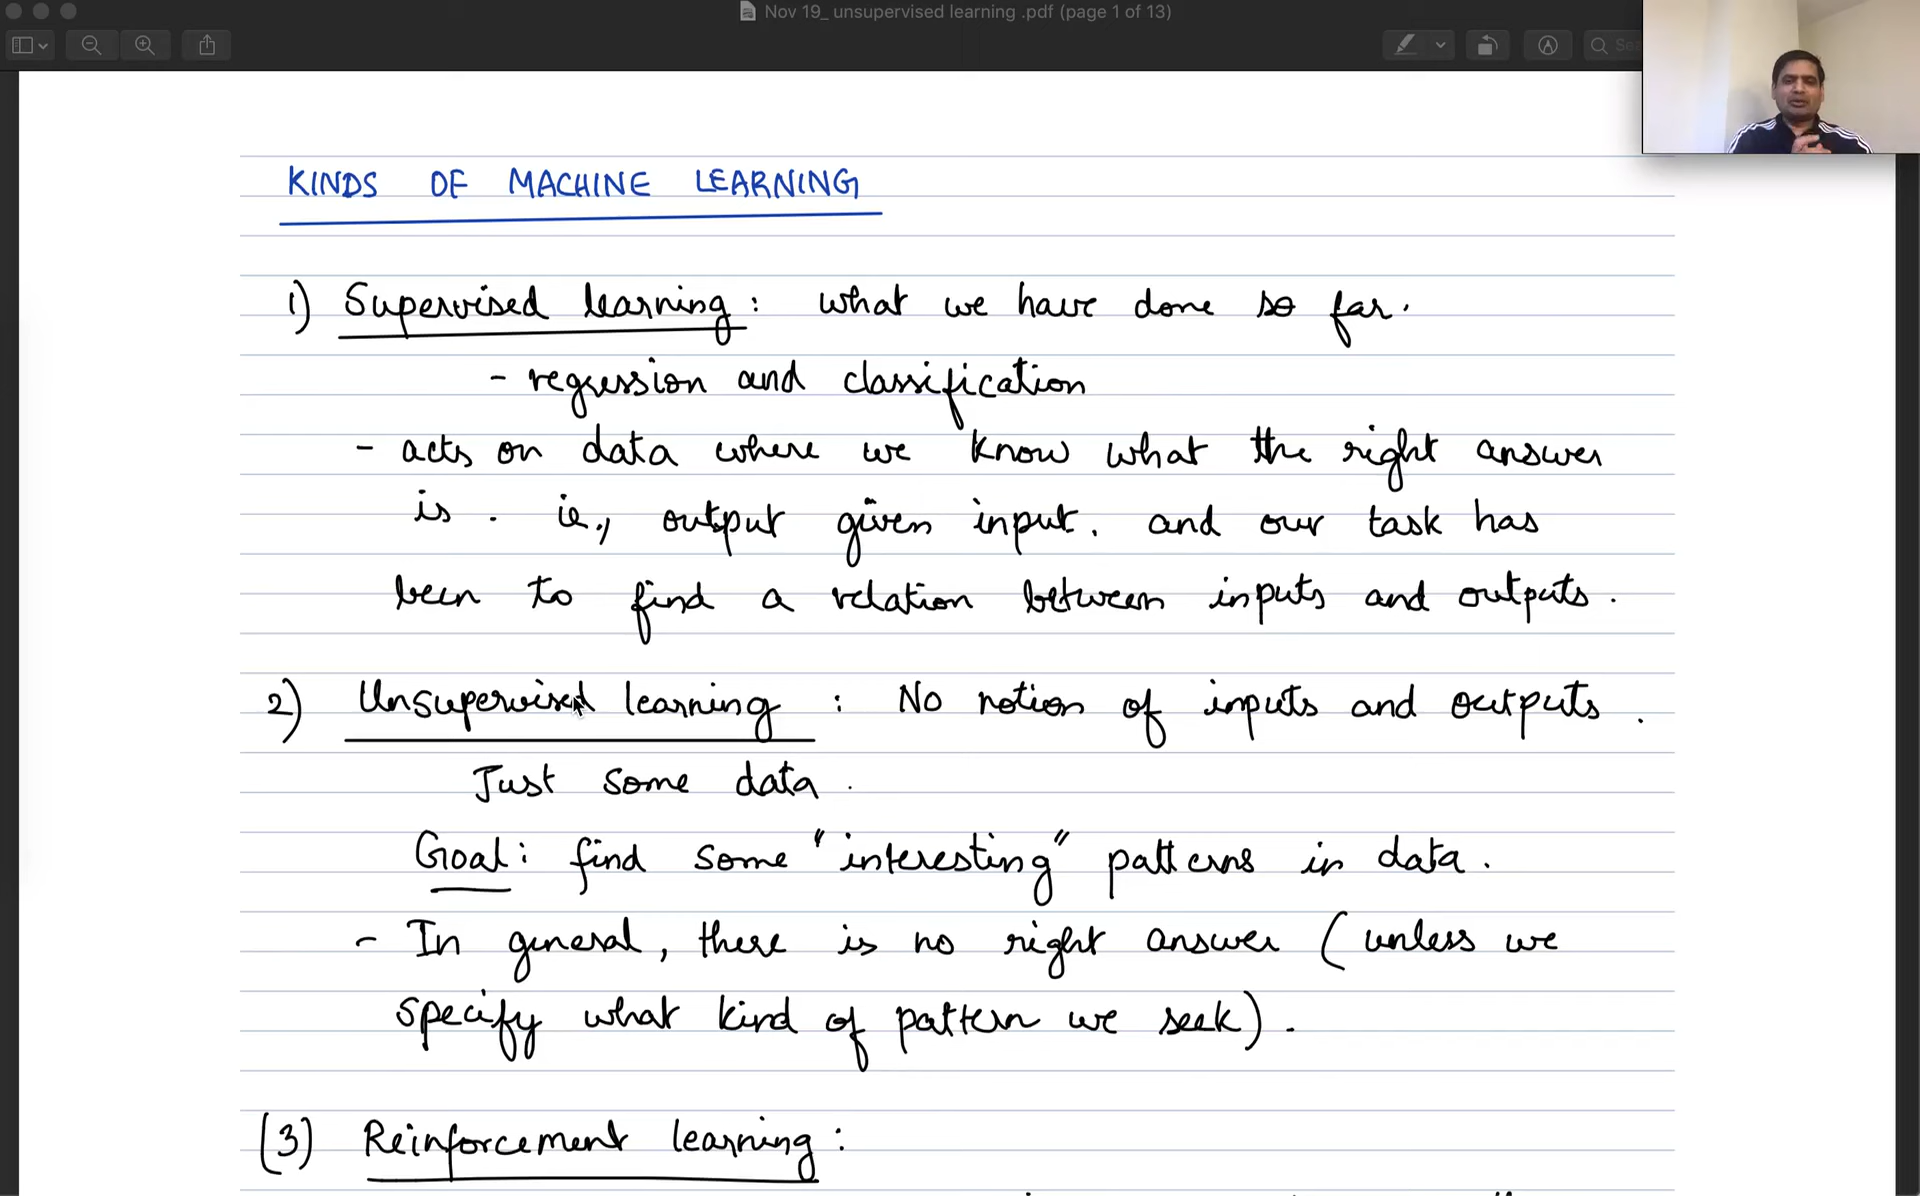 Nov 19_ unsupervised learning .pdf (page 1 of 13)
Sea
KINDS OF MACHINE LEARNING
1) Supervised learning : what we have done so far.
- regression and classification
- acts on data where we know what the right answer
is . ie., output given input. and our task has
been to find a relation between inputs and outputs .
2) Unsupervised learning : No notion of inputs and outputs .
Just some data .
Goal : find some "interesting" patterns in data .
- In general, there is no right answer ( unless we
specify what kind of pattern we seek) .
(3) Reinforcement learning :